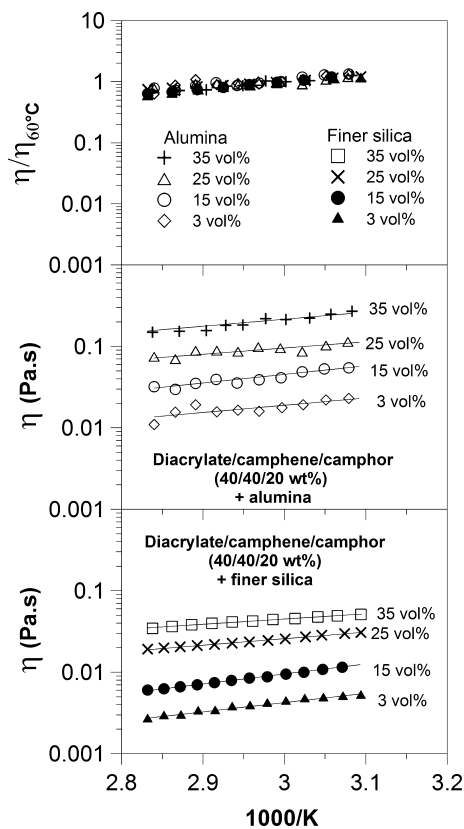 10
1
0.1
0.01
0.001
η/η60°C
Alumina
35 vol%
25 vol%
15 vol%
3 vol%
Finer silica
35 vol%
25 vol%
15 vol%
3 vol%
0.1
0.01
0.001
η (Pa.s)
35 vol%
25 vol%
15 vol%
3 vol%
Diacrylate/camphene/camphor
(40/40/20 wt%)
+ alumina
Diacrylate/camphene/camphor
(40/40/20 wt%)
+ finer silica
0.1
0.01
0.001
η (Pa.s)
35 vol%
25 vol%
15 vol%
3 vol%
2.8
2.9
3
3.1
3.2
1000/K